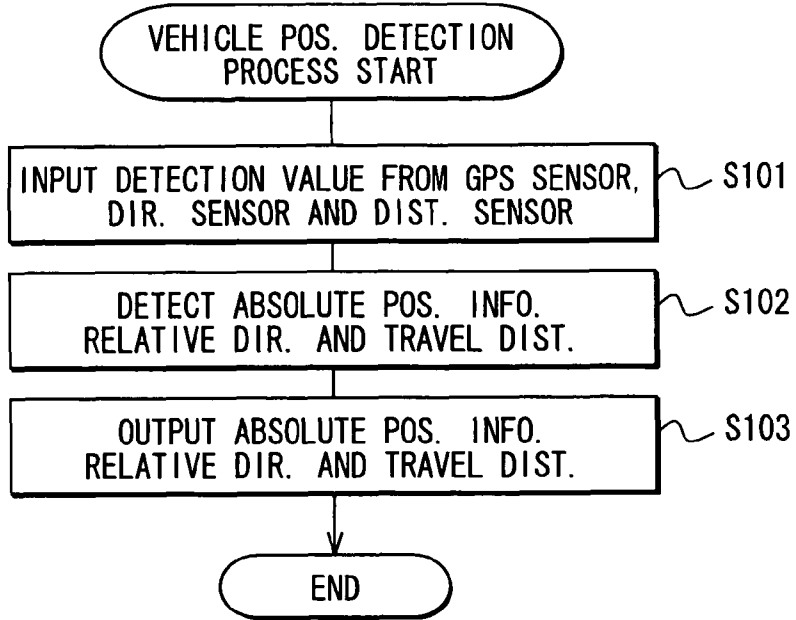 VEHICLE POS. DETECTION
PROCESS START
INPUT DETECTION VALUE FROM GPS SENSOR,
DIR. SENSOR AND DIST. SENSOR
S101
DETECT ABSOLUTE POS. INFO.
RELATIVE DIR. AND TRAVEL DIST.
S102
OUTPUT ABSOLUTE POS. INFO.
RELATIVE DIR. AND TRAVEL DIST.
S103
END